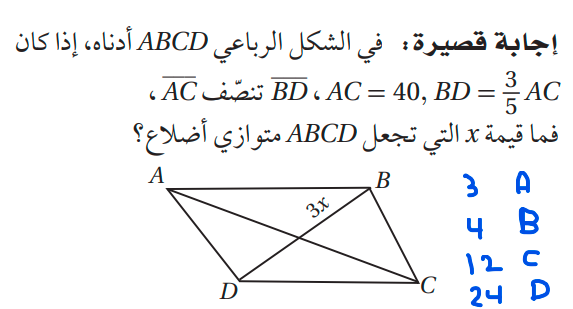 إجابة قصيرة: في الشكل الرباعي ABCD أدناه، إذا كان
AC = 40, BD = \frac{3}{5} AC ، \overline{BD} تنصّف \overline{AC} ،
فما قيمة x التي تجعل ABCD متوازي أضلاع؟
A
B
3x
D
C
3 A
4 B
12 C
24 D